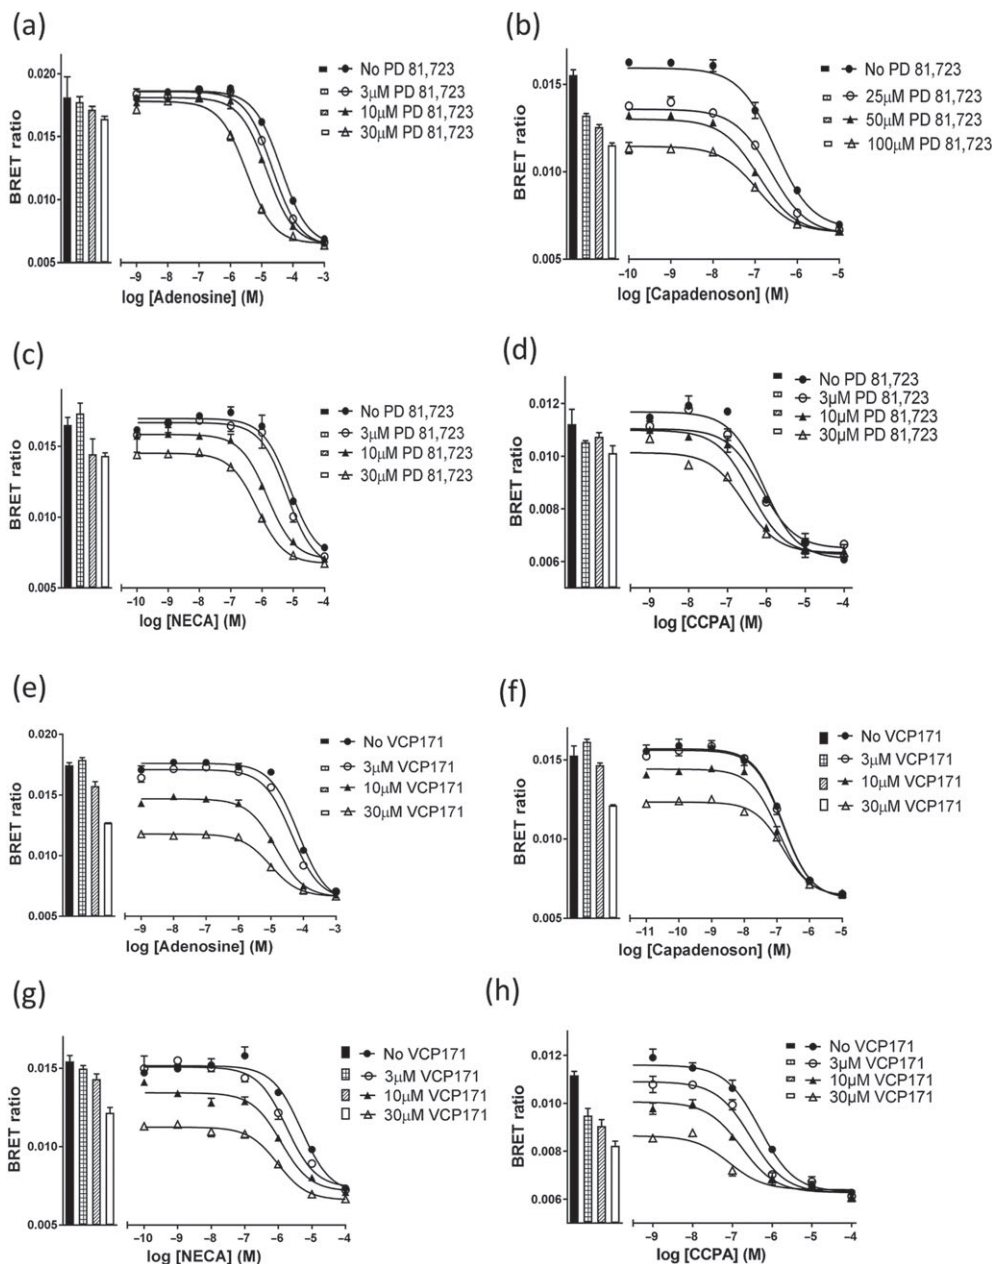 (a)
BRET ratio
0.020
0.015
0.010
0.005
No PD 81,723
3µM PD 81,723
10µM PD 81,723
30µM PD 81,723
−9 −8 −7 −6 −5 −4 −3
log [Adenosine] (M)
(b)
BRET ratio
0.015
0.010
0.005
No PD 81,723
25µM PD 81,723
50µM PD 81,723
100µM PD 81,723
−10 −9 −8 −7 −6 −5
log [Capadenoson] (M)
(c)
BRET ratio
0.015
0.010
0.005
No PD 81,723
3µM PD 81,723
10µM PD 81,723
30µM PD 81,723
−10 −9 −8 −7 −6 −5 −4
log [NECA] (M)
(d)
BRET ratio
0.012
0.010
0.008
0.006
No PD 81,723
3µM PD 81,723
10µM PD 81,723
30µM PD 81,723
−9 −8 −7 −6 −5 −4
log [CCPA] (M)
(e)
BRET ratio
0.020
0.015
0.010
0.005
No VCP171
3µM VCP171
10µM VCP171
30µM VCP171
−9 −8 −7 −6 −5 −4 −3
log [Adenosine] (M)
(f)
BRET ratio
0.015
0.010
0.005
No VCP171
3µM VCP171
10µM VCP171
30µM VCP171
−11 −10 −9 −8 −7 −6 −5
log [Capadenoson] (M)
(g)
BRET ratio
0.015
0.010
0.005
No VCP171
3µM VCP171
10µM VCP171
30µM VCP171
−10 −9 −8 −7 −6 −5 −4
log [NECA] (M)
(h)
BRET ratio
0.012
0.010
0.008
0.006
No VCP171
3µM VCP171
10µM VCP171
30µM VCP171
−9 −8 −7 −6 −5 −4
log [CCPA] (M)